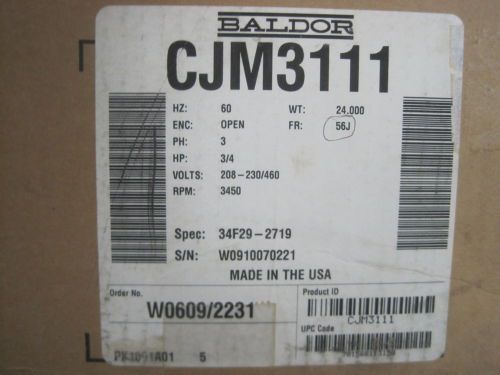 BALDOR
CJM3111
HZ: 60 WT: 24.000
ENC: OPEN FR: 56J
PH: 3
HP: 3/4
VOLTS: 208-230/460
RPM: 3450
Spec: 34F29-2719
S/N: W0910070221
MADE IN THE USA
Order No. Product ID
W0609/2231
CJM3111
UPC Code
PK3091A01 5